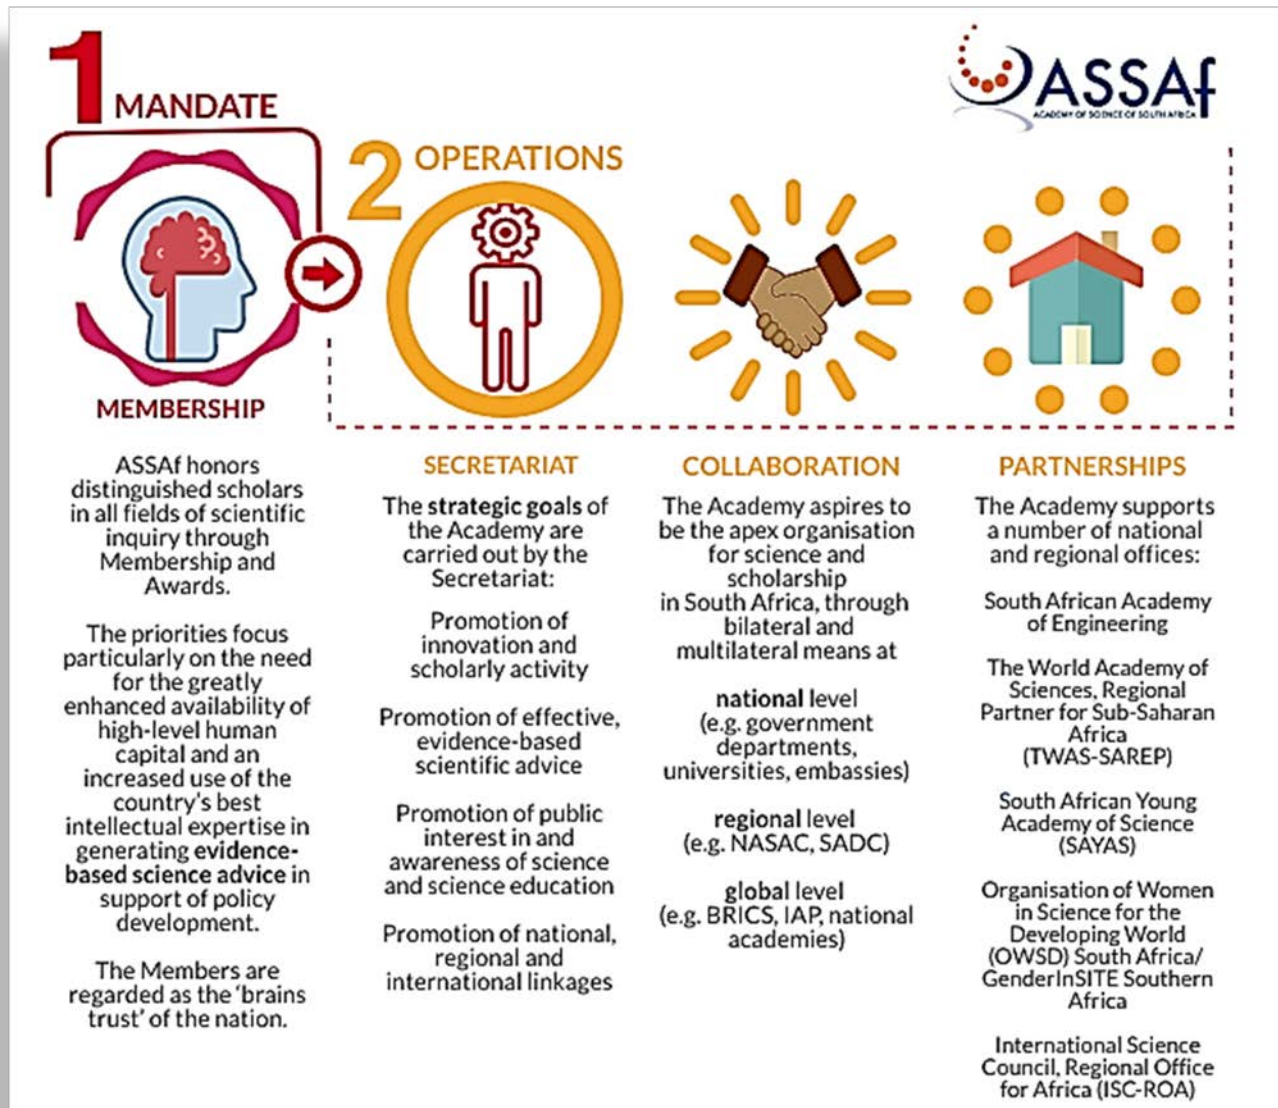 1 MANDATE
ASSAf
ACADEMY OF SCIENCE OF SOUTH AFRICA
2 OPERATIONS
MEMBERSHIP
ASSAf honors
distinguished scholars
in all fields of scientific
inquiry through
Membership and
Awards.
The priorities focus
particularly on the need
for the greatly
enhanced availability of
high-level human
capital and an
increased use of the
country's best
intellectual expertise in
generating evidence-
based science advice in
support of policy
development.
The Members are
regarded as the 'brains
trust' of the nation.
SECRETARIAT
The strategic goals of
the Academy are
carried out by the
Secretariat:
Promotion of
innovation and
scholarly activity
Promotion of effective,
evidence-based
scientific advice
Promotion of public
interest in and
awareness of science
and science education
Promotion of national,
regional and
international linkages
COLLABORATION
The Academy aspires to
be the apex organisation
for science and
scholarship
in South Africa, through
bilateral and
multilateral means at
national level
(e.g. government
departments,
universities, embassies)
regional level
(e.g. NASAC, SADC)
global level
(e.g. BRICS, IAP, national
academies)
PARTNERSHIPS
The Academy supports
a number of national
and regional offices:
South African Academy
of Engineering
The World Academy of
Sciences, Regional
Partner for Sub-Saharan
Africa
(TWAS-SAREP)
South African Young
Academy of Science
(SAYAS)
Organisation of Women
in Science for the
Developing World
(OWSD) South Africa/
GenderInSITE Southern
Africa
International Science
Council, Regional Office
for Africa (ISC-ROA)